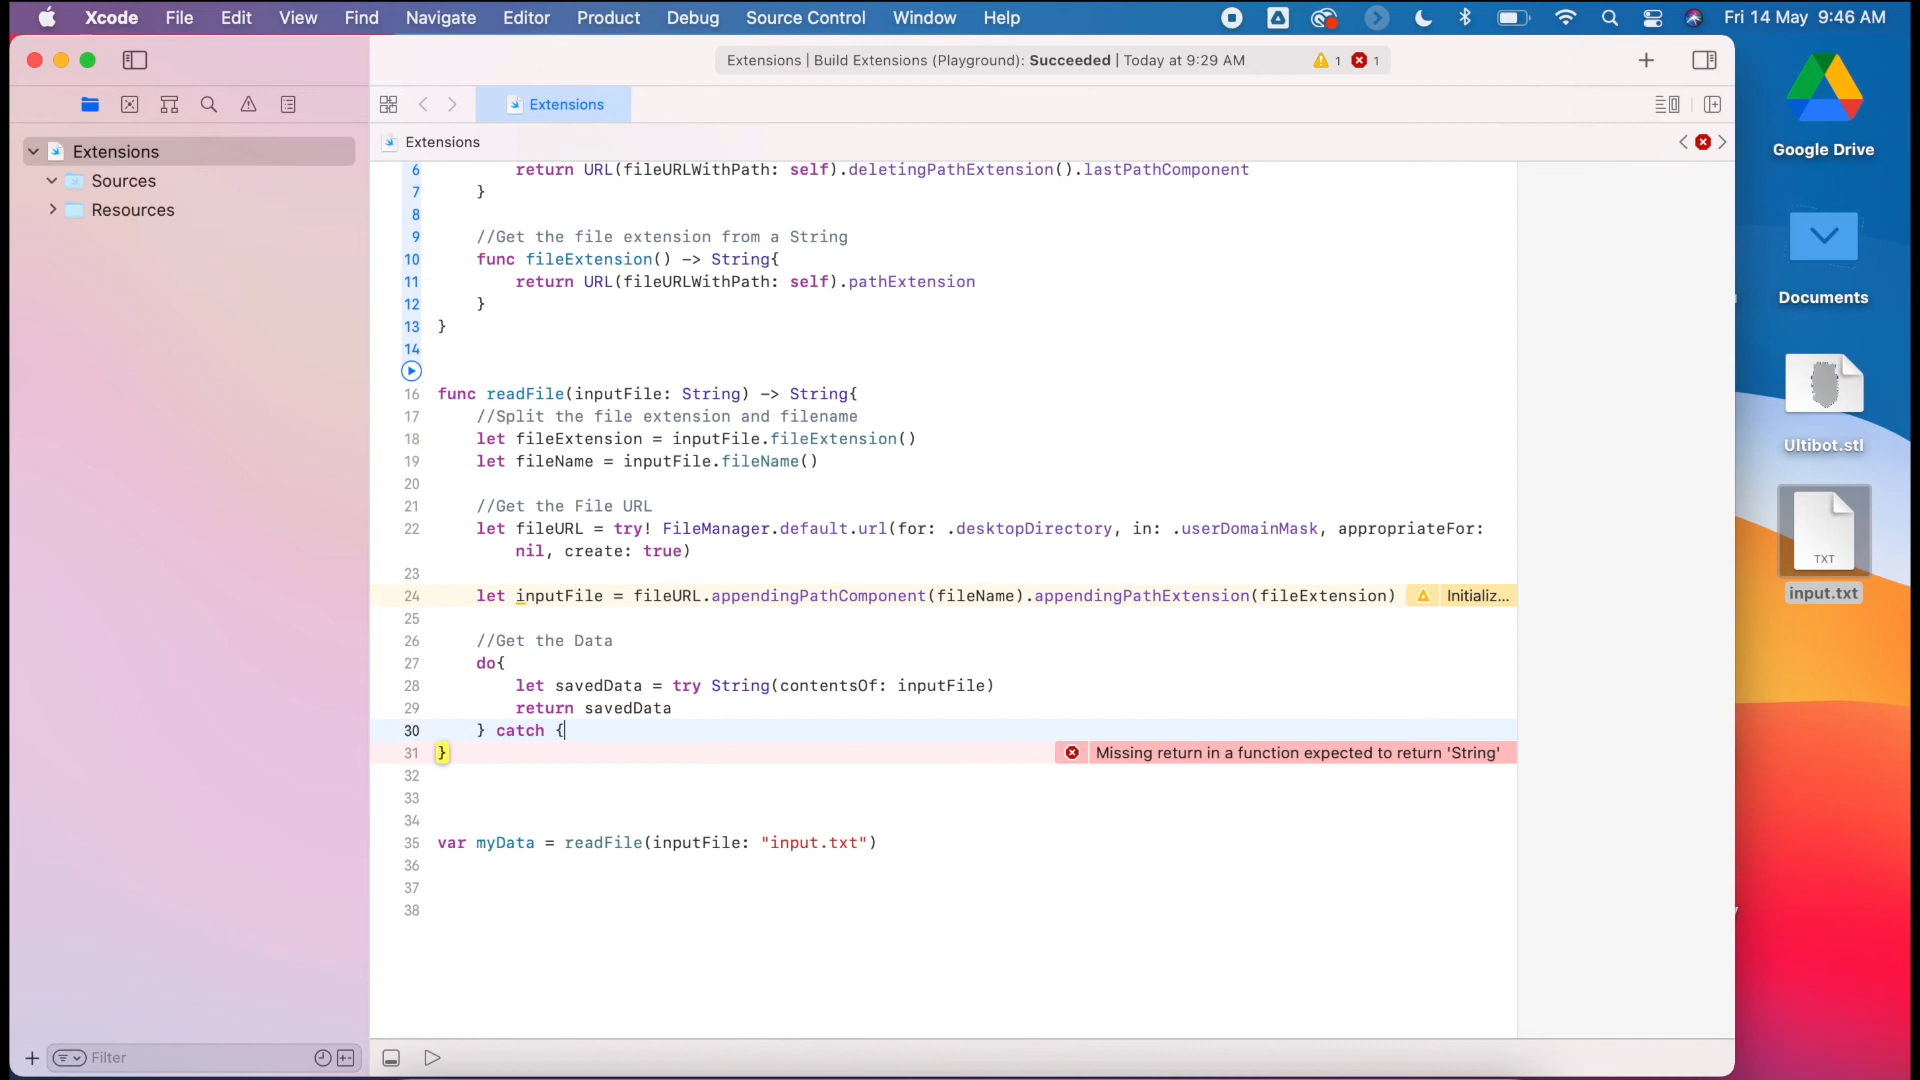 Xcode File Edit View Find Navigate Editor Product Debug Source Control Window Help Fri 14 May 9:46 AM
Extensions | Build Extensions (Playground): Succeeded | Today at 9:29 AM 1 1
Extensions
Extensions
Extensions
Sources
Resources
6 return URL(fileURLWithPath: self).deletingPathExtension().lastPathComponent
7 }
8
9 //Get the file extension from a String
10 func fileExtension() -> String{
11 return URL(fileURLWithPath: self).pathExtension
12 }
13 }
14
16 func readFile(inputFile: String) -> String{
17 //Split the file extension and filename
18 let fileExtension = inputFile.fileExtension()
19 let fileName = inputFile.fileName()
20
21 //Get the File URL
22 let fileURL = try! FileManager.default.url(for: .desktopDirectory, in: .userDomainMask, appropriateFor:
nil, create: true)
23
24 let inputFile = fileURL.appendingPathComponent(fileName).appendingPathExtension(fileExtension) Initializ...
25
26 //Get the Data
27 do{
28 let savedData = try String(contentsOf: inputFile)
29 return savedData
30 } catch {
31 } Missing return in a function expected to return 'String'
32
33
34
35 var myData = readFile(inputFile: "input.txt")
36
37
38
Filter
Google Drive
Documents
Ultibot.stl
TXT
input.txt